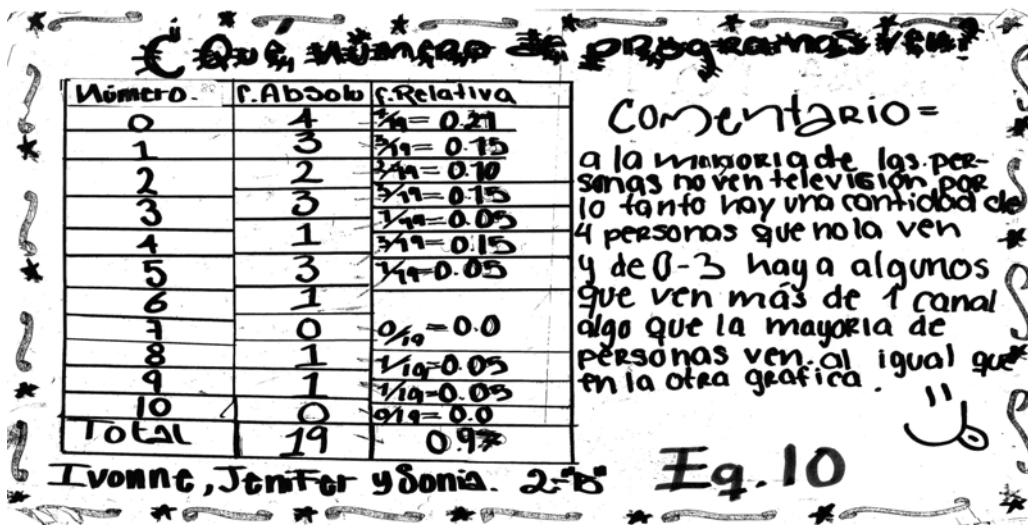 ¿Qué número de programas ven?
Número. f.Absolu f.Relativa
0 4 4/19= 0.21
1 3 3/19= 0.15
2 2 2/19= 0.10
3 3 3/19= 0.15
4 1 1/19= 0.05
5 3 3/19= 0.15
6 1 1/19=0.05
7 0 0/19=0.0
8 1 1/19=0.05
9 1 1/19=0.05
10 0 0/19=0.0
Total 19 0.97
Comentario=
a la mayoria de las per-
sonas no ven televisión por
lo tanto hay una cantidad de
4 personas que no la ven
y de 0-3 hay a algunos
que ven más de 1 canal
algo que la mayoria de
personas ven. al igual que
en la otra grafica.
Ivonne, Jenifer y Sonia. 2-"B"
Eq. 10